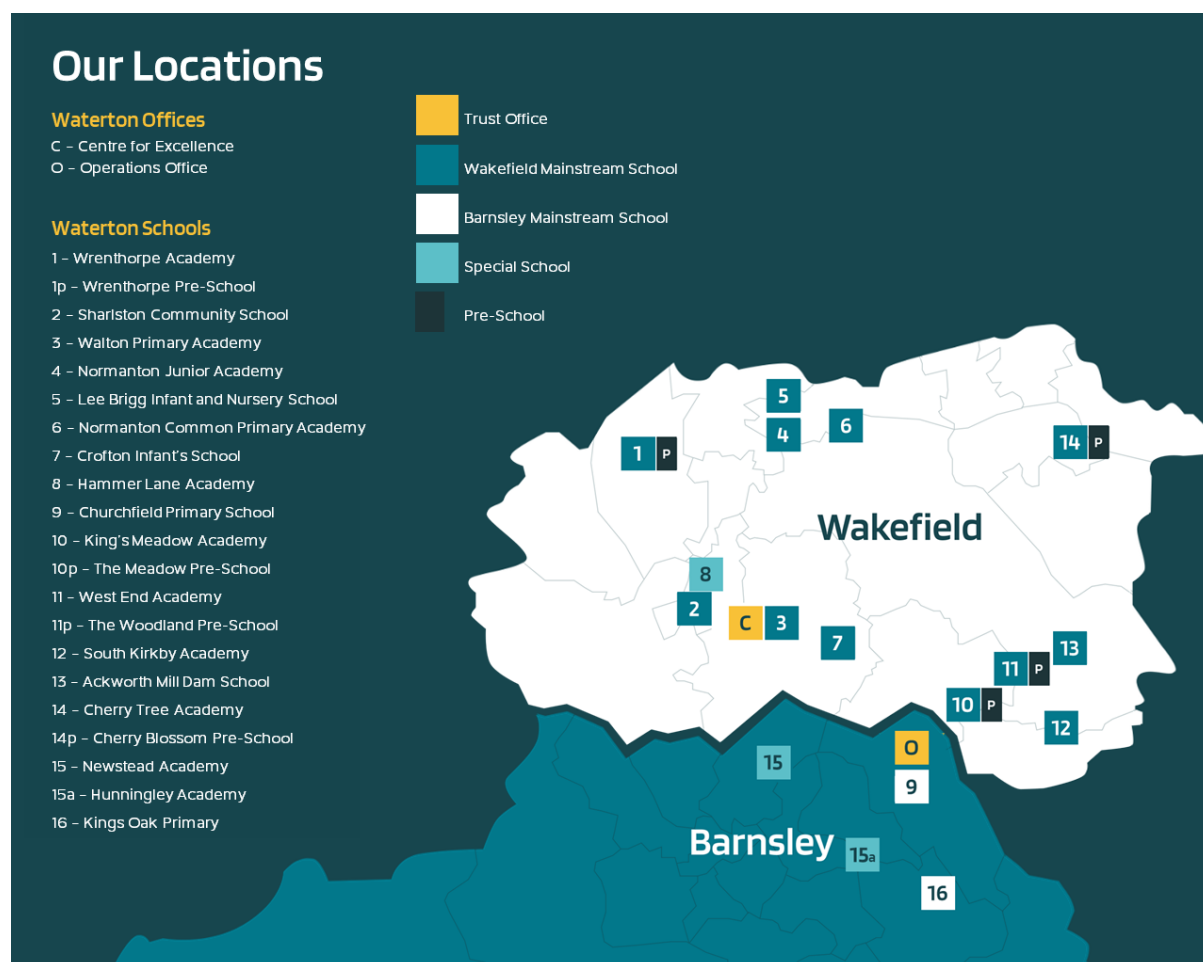 Our Locations
Waterton Offices
C – Centre for Excellence
O – Operations Office
Waterton Schools
1 – Wrenthorpe Academy
1p – Wrenthorpe Pre-School
2 – Sharlston Community School
3 – Walton Primary Academy
4 – Normanton Junior Academy
5 – Lee Brigg Infant and Nursery School
6 – Normanton Common Primary Academy
7 – Crofton Infant's School
8 – Hammer Lane Academy
9 – Churchfield Primary School
10 – King's Meadow Academy
10p – The Meadow Pre-School
11 – West End Academy
11p – The Woodland Pre-School
12 – South Kirkby Academy
13 – Ackworth Mill Dam School
14 – Cherry Tree Academy
14p – Cherry Blossom Pre-School
15 – Newstead Academy
15a – Hunningley Academy
16 – Kings Oak Primary
Trust Office
Wakefield Mainstream School
Barnsley Mainstream School
Special School
Pre-School
5
4
6
1 P
14 P
Wakefield
8
2
C 3
7
13
11 P
10 P
12
O
15
9
Barnsley
15a
16